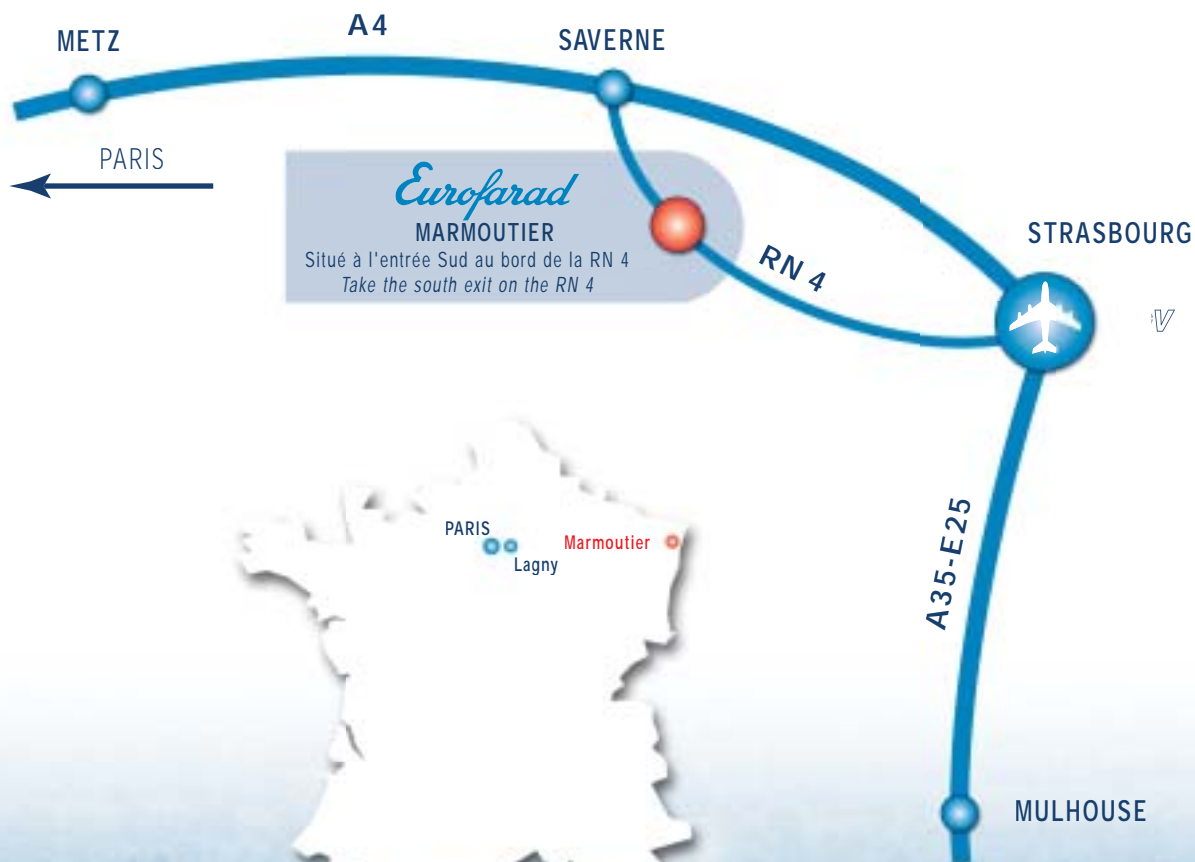 A4
METZ
SAVERNE
PARIS
Eurofarad
MARMOUTIER
Situé à l'entrée Sud au bord de la RN 4
Take the south exit on the RN 4
STRASBOURG
RN 4
V
PARIS
Lagny
Marmoutier
A35-E25
MULHOUSE